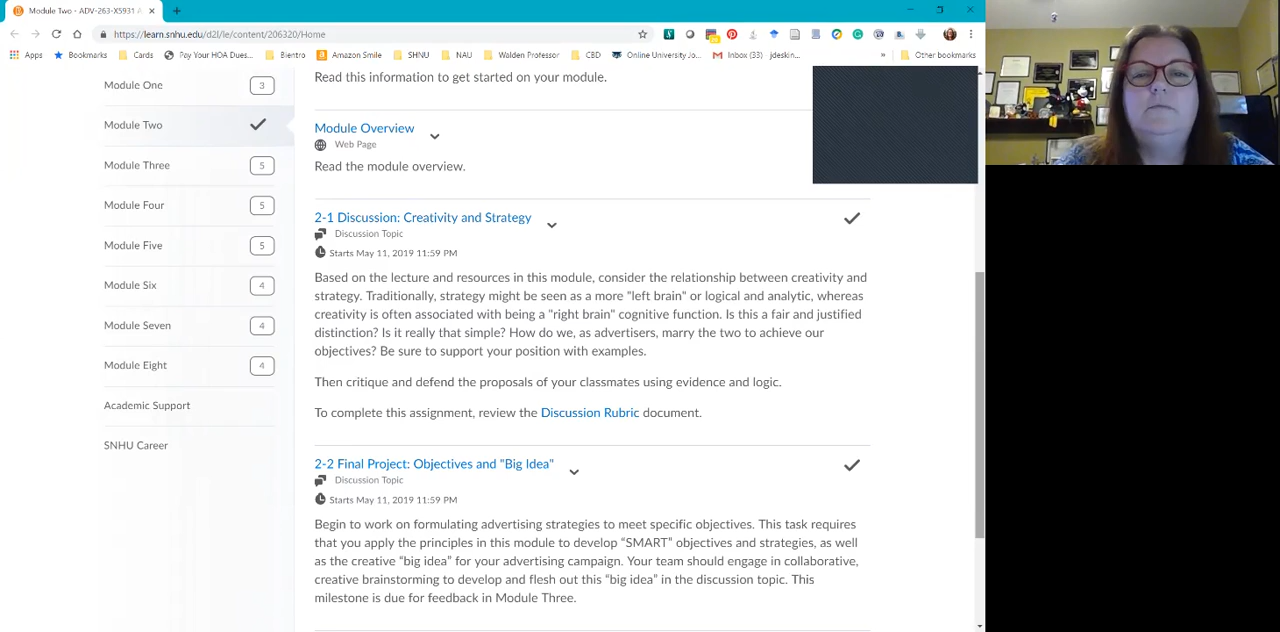 Module Two - ADV-263-X5931 A
https://learn.snhu.edu/d2l/le/content/206320/Home
Apps Bookmarks Cards Pay Your HOA Dues... Bientro Amazon Smile SHNU NAU Walden Professor CBD Online University Jo... Inbox (33) jdeskin... » Other bookmarks
Read this information to get started on your module.
Module One 3
Module Two
Module Three 5
Module Four 5
Module Five 5
Module Six 4
Module Seven 4
Module Eight 4
Academic Support
SNHU Career
Module Overview
Web Page
Read the module overview.
2-1 Discussion: Creativity and Strategy
Discussion Topic
Starts May 11, 2019 11:59 PM
Based on the lecture and resources in this module, consider the relationship between creativity and
strategy. Traditionally, strategy might be seen as a more "left brain" or logical and analytic, whereas
creativity is often associated with being a "right brain" cognitive function. Is this a fair and justified
distinction? Is it really that simple? How do we, as advertisers, marry the two to achieve our
objectives? Be sure to support your position with examples.
Then critique and defend the proposals of your classmates using evidence and logic.
To complete this assignment, review the Discussion Rubric document.
2-2 Final Project: Objectives and "Big Idea"
Discussion Topic
Starts May 11, 2019 11:59 PM
Begin to work on formulating advertising strategies to meet specific objectives. This task requires
that you apply the principles in this module to develop “SMART” objectives and strategies, as well
as the creative “big idea” for your advertising campaign. Your team should engage in collaborative,
creative brainstorming to develop and flesh out this “big idea” in the discussion topic. This
milestone is due for feedback in Module Three.